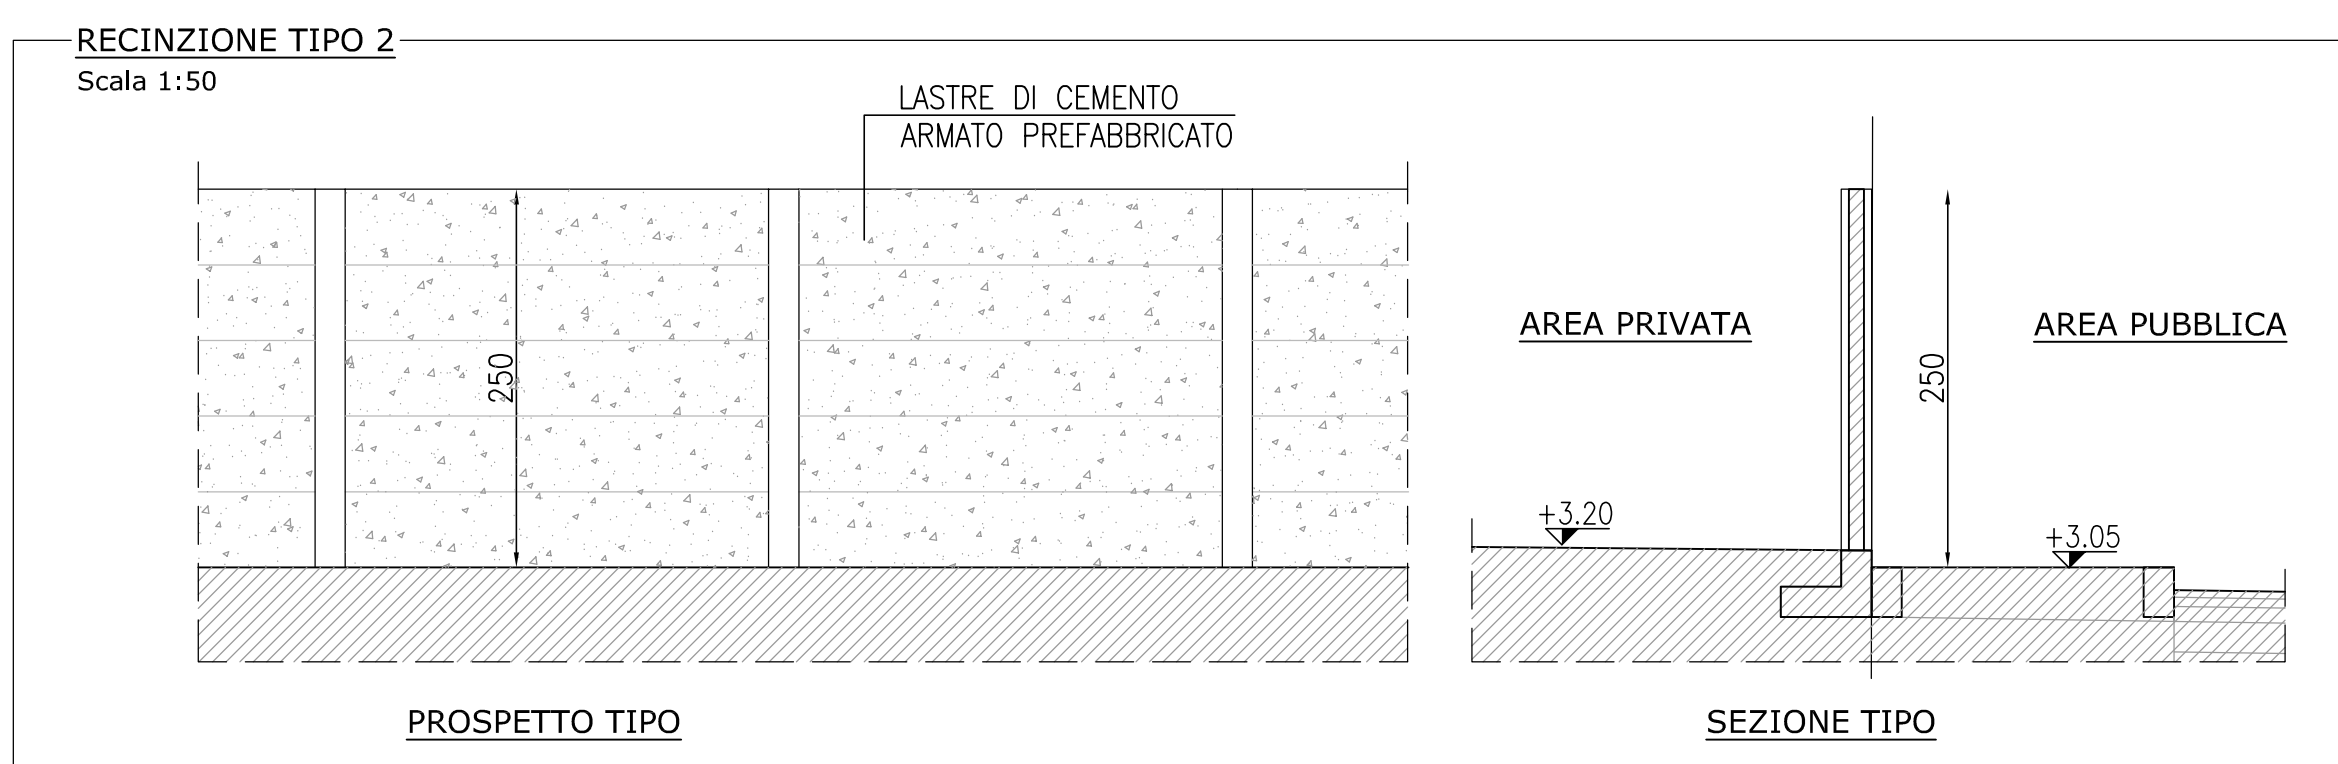 RECINZIONE TIPO 2
Scala 1:50
LASTRE DI CEMENTO
ARMATO PREFABBRICATO
250
AREA PRIVATA
AREA PUBBLICA
250
+3.20
+3.05
PROSPETTO TIPO
SEZIONE TIPO